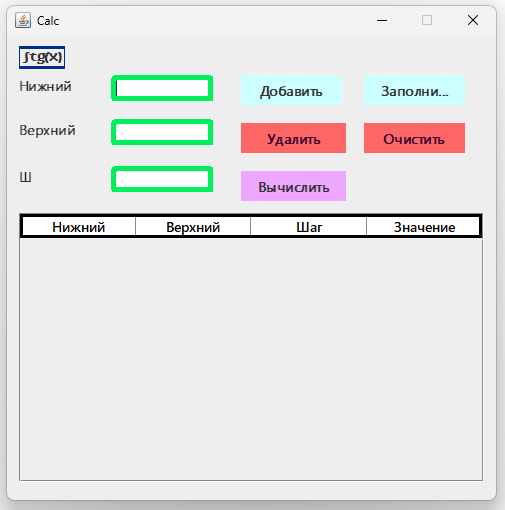 Calc
∫tg(x)
Нижний
Добавить
Заполни...
Верхний
Удалить
Очистить
Ш
Вычислить
Нижний Верхний Шаг Значение